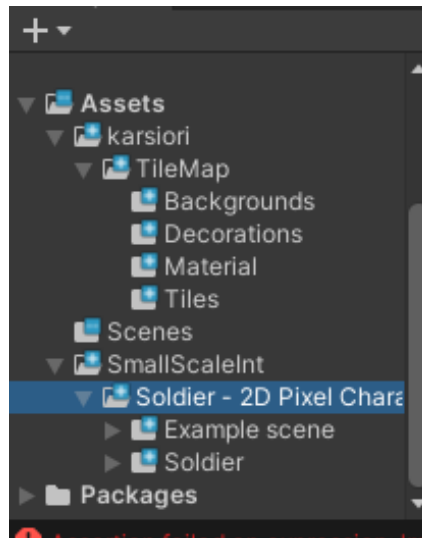 Assets
karsiori
TileMap
Backgrounds
Decorations
Material
Tiles
Scenes
SmallScaleInt
Soldier - 2D Pixel Chara
Example scene
Soldier
Packages